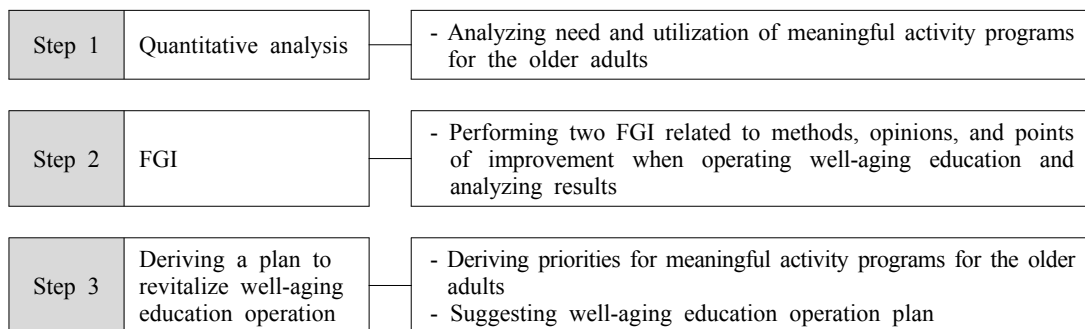 Step 1
Quantitative analysis
- Analyzing need and utilization of meaningful activity programs
for the older adults
Step 2
FGI
- Performing two FGI related to methods, opinions, and points
of improvement when operating well-aging education and
analyzing results
Step 3
Deriving a plan to
revitalize well-aging
education operation
- Deriving priorities for meaningful activity programs for the older
adults
- Suggesting well-aging education operation plan